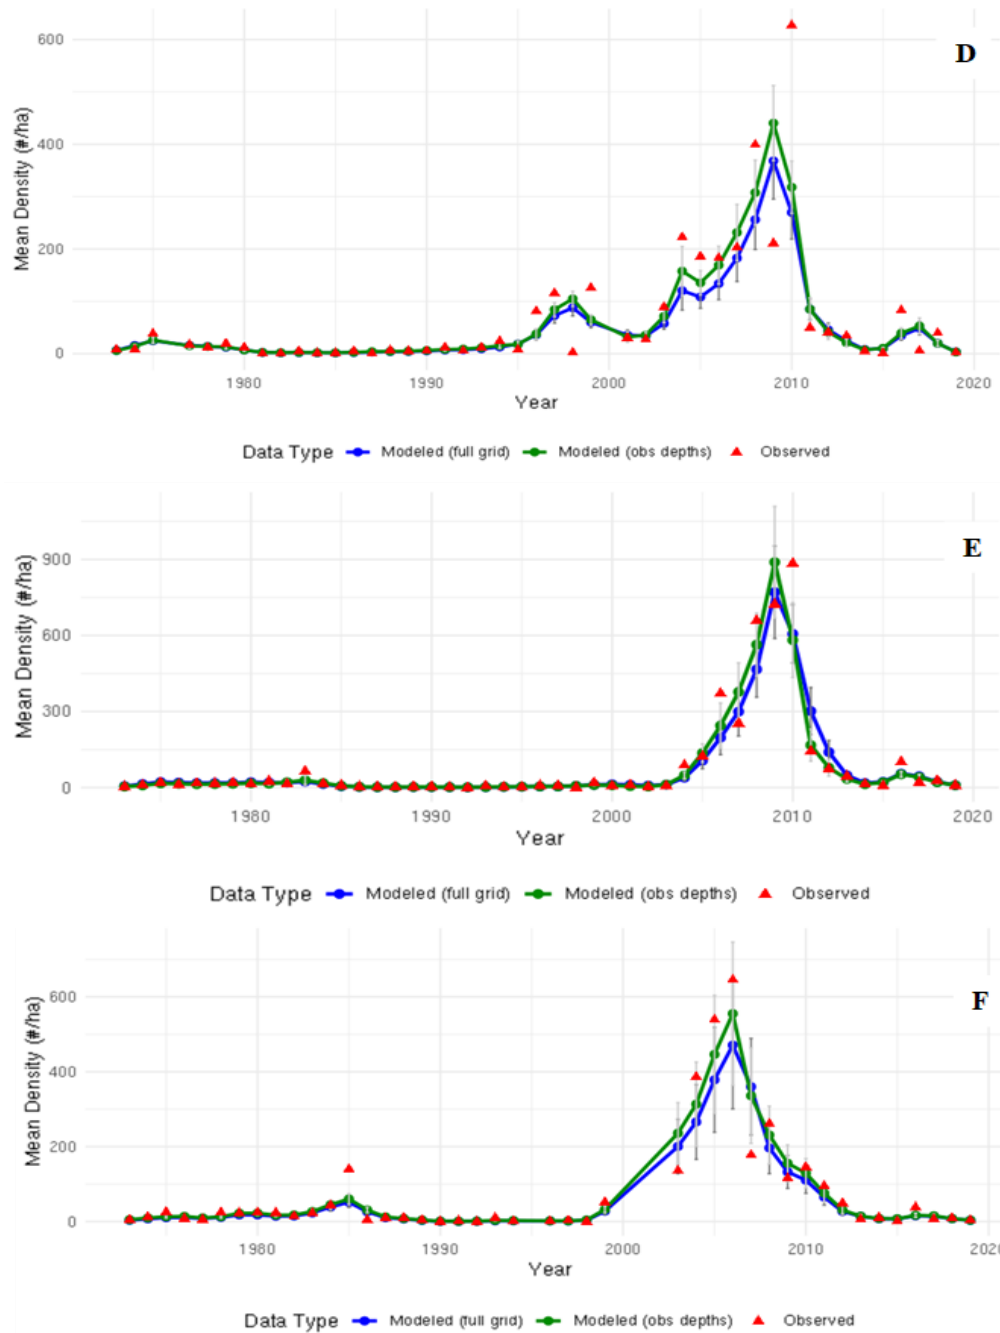 D
Mean Density (#/ha)
600
400
200
0
1980 1990 2000 2010 2020
Year
Data Type Modeled (full grid) Modeled (obs depths) Observed
E
Mean Density (#/ha)
900
600
300
0
1980 1990 2000 2010 2020
Year
Data Type Modeled (full grid) Modeled (obs depths) Observed
F
Mean Density (#/ha)
600
400
200
0
1980 1990 2000 2010 2020
Year
Data Type Modeled (full grid) Modeled (obs depths) Observed